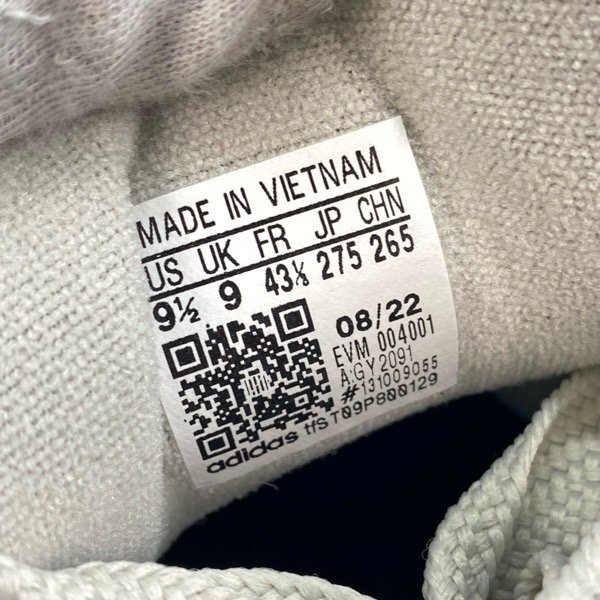 MADE IN VIETNAM
US UK FR JP CHN
9½ 9 43⅓ 275 265
08/22
EVM 004001
A:GY2091
#131009055
tfST09P800129
adidas